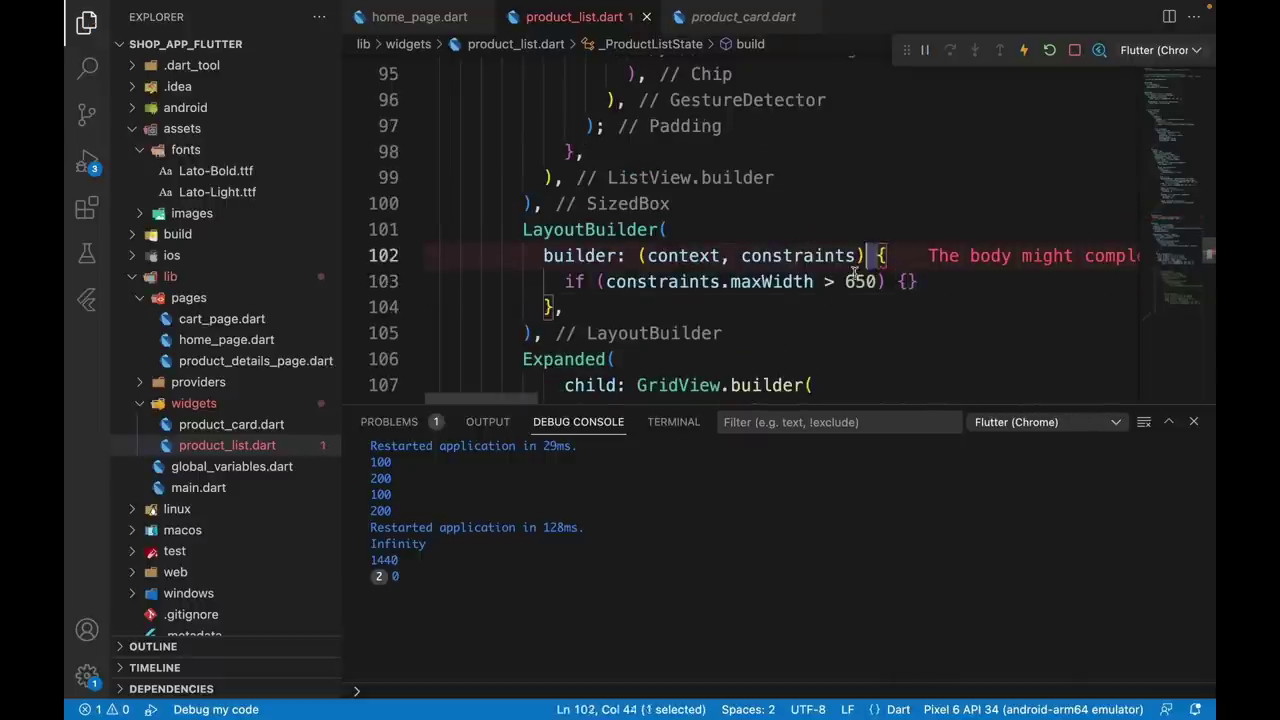 EXPLORER
SHOP_APP_FLUTTER
.dart_tool
.idea
android
assets
fonts
Aa Lato-Bold.ttf
Aa Lato-Light.ttf
images
build
ios
lib
pages
cart_page.dart
home_page.dart
product_details_page.dart
providers
widgets
product_card.dart
product_list.dart 1
global_variables.dart
main.dart
linux
macos
test
web
windows
.gitignore
.metadata
OUTLINE
TIMELINE
DEPENDENCIES
3
1
home_page.dart
product_list.dart 1
product_card.dart
lib > widgets > product_list.dart > _ProductListState > build
Flutter (Chror
95 ), // Chip
96 ), // GestureDetector
97 ); // Padding
98 },
99 ), // ListView.builder
100 ), // SizedBox
101 LayoutBuilder(
102 builder: (context, constraints) { The body might comple
103 if (constraints.maxWidth > 650) {}
104 },
105 ), // LayoutBuilder
106 Expanded(
107 child: GridView.builder(
PROBLEMS 1 OUTPUT DEBUG CONSOLE TERMINAL
Filter (e.g. text, !exclude)
Flutter (Chrome)
Restarted application in 29ms.
100
200
100
200
Restarted application in 128ms.
Infinity
1440
2 0
>
1 0 Debug my code
Ln 102, Col 44 (1 selected) Spaces: 2 UTF-8 LF {} Dart Pixel 6 API 34 (android-arm64 emulator)